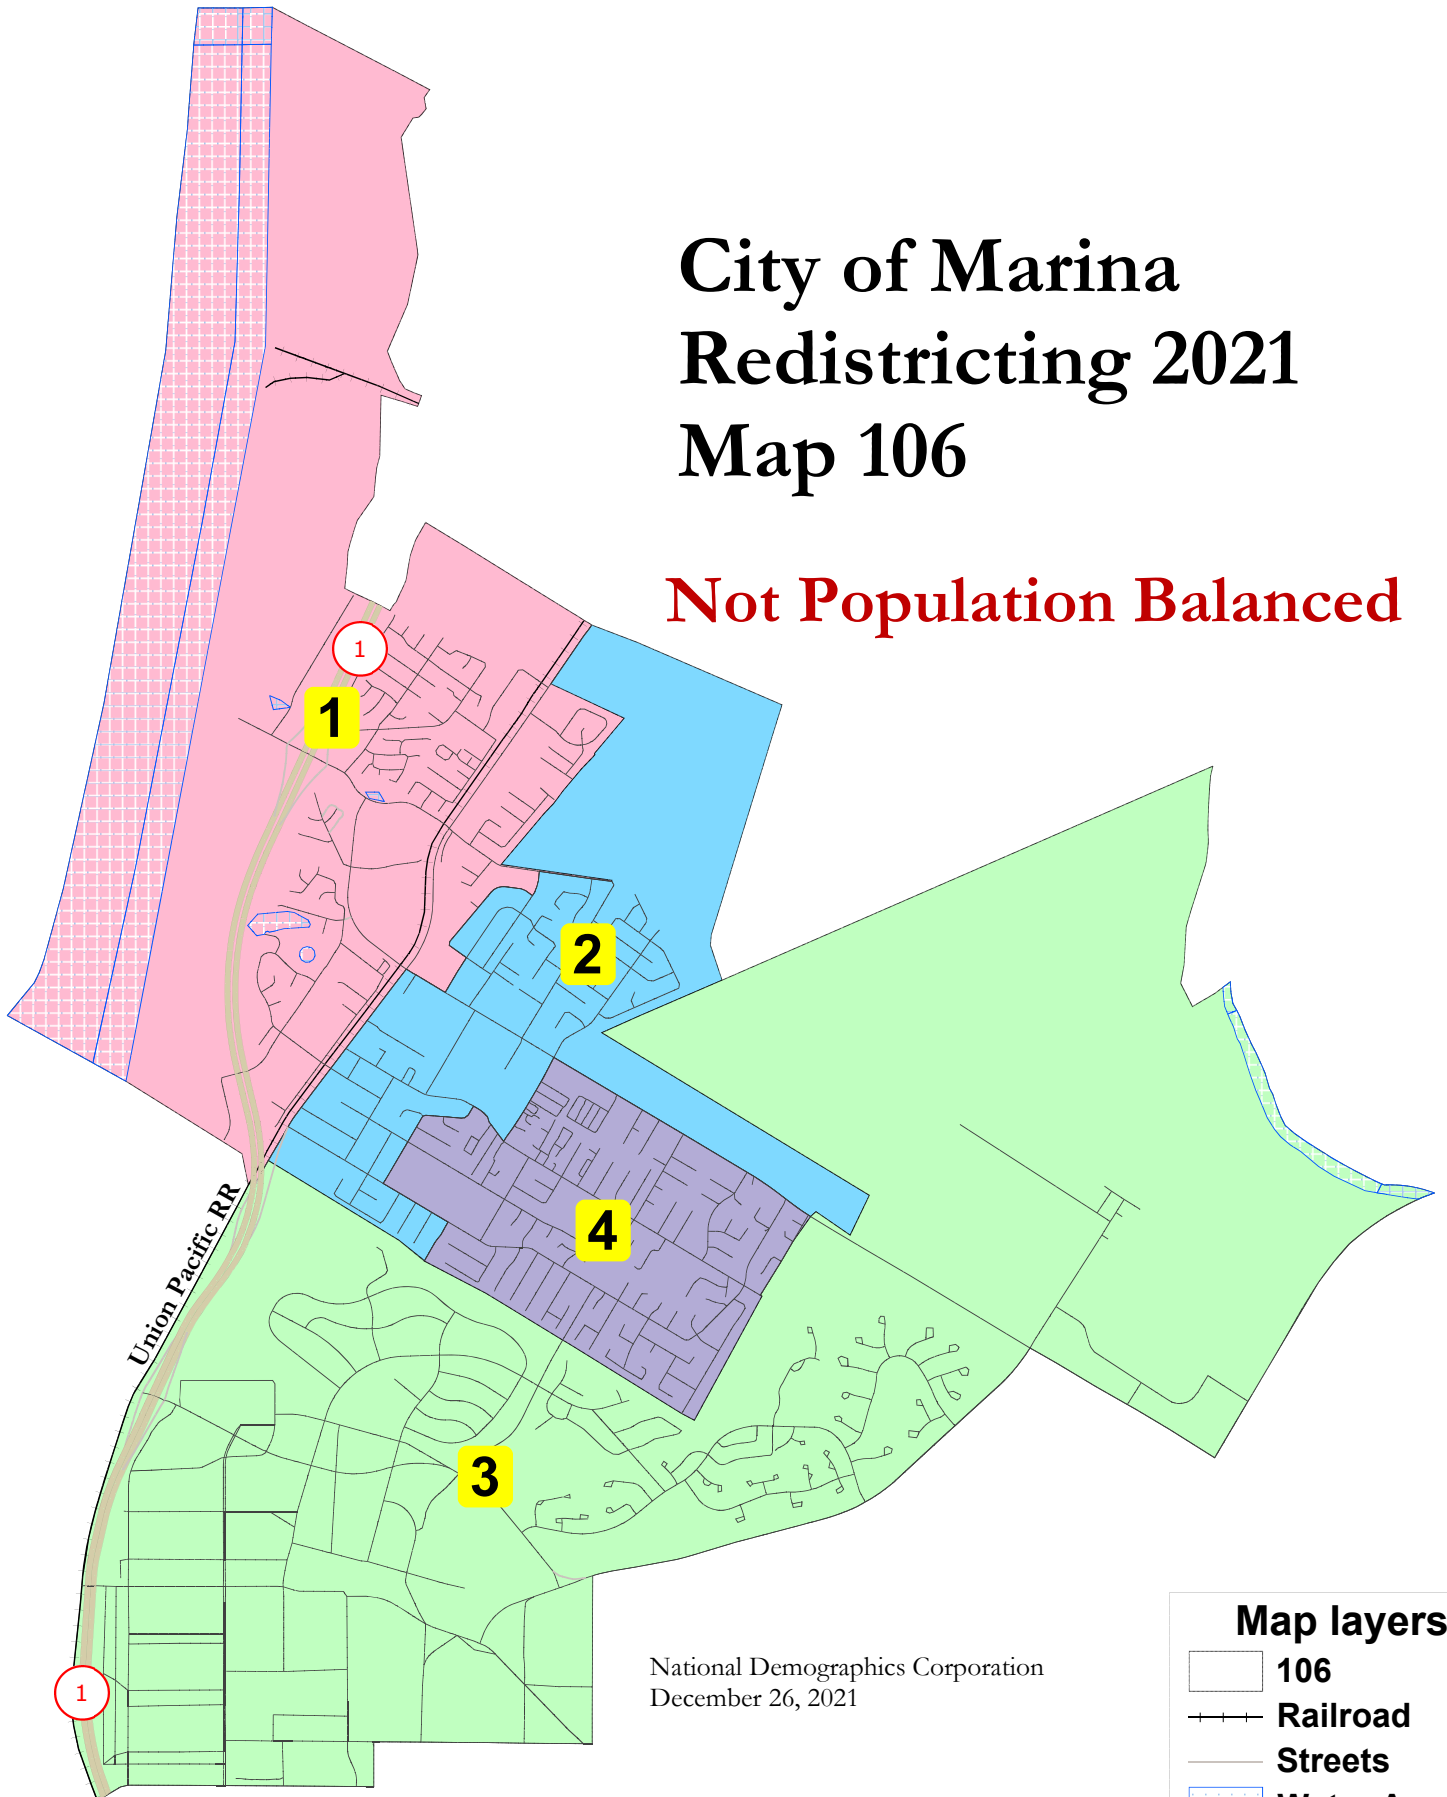 City of Marina
Redistricting 2021
Map 106
Not Population Balanced
1
1
2
4
Union Pacific RR
3
1
National Demographics Corporation
December 26, 2021
Map layers
106
Railroad
Streets